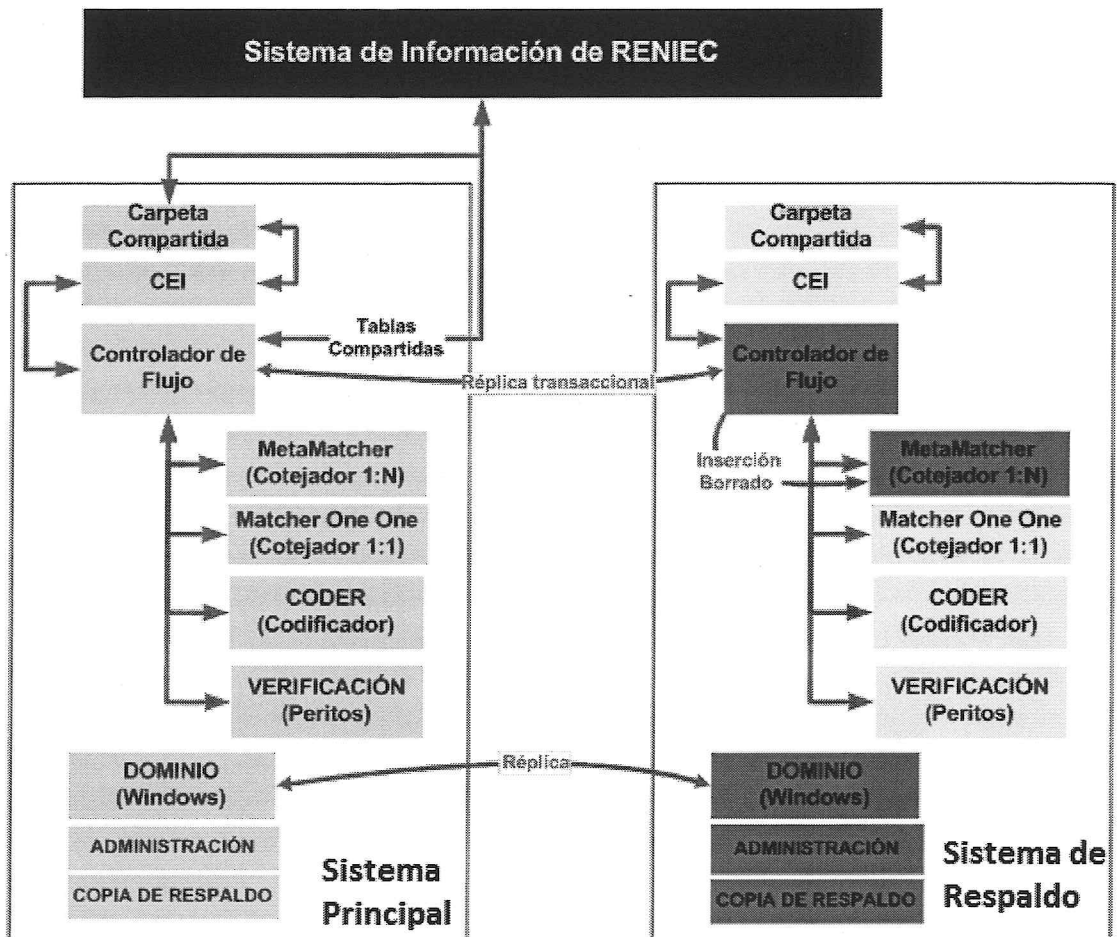 Sistema de Información de RENIEC
Carpeta
Compartida
CEI
Controlador de
Flujo
Tablas
Compartidas
Réplica transaccional
MetaMatcher
(Cotejador 1:N)
Matcher One One
(Cotejador 1:1)
CODER
(Codificador)
VERIFICACIÓN
(Peritos)
DOMINIO
(Windows)
Réplica
ADMINISTRACIÓN
COPIA DE RESPALDO
Sistema
Principal
Carpeta
Compartida
CEI
Controlador de
Flujo
Inserción
Borrado
MetaMatcher
(Cotejador 1:N)
Matcher One One
(Cotejador 1:1)
CODER
(Codificador)
VERIFICACIÓN
(Peritos)
DOMINIO
(Windows)
ADMINISTRACIÓN
COPIA DE RESPALDO
Sistema de
Respaldo